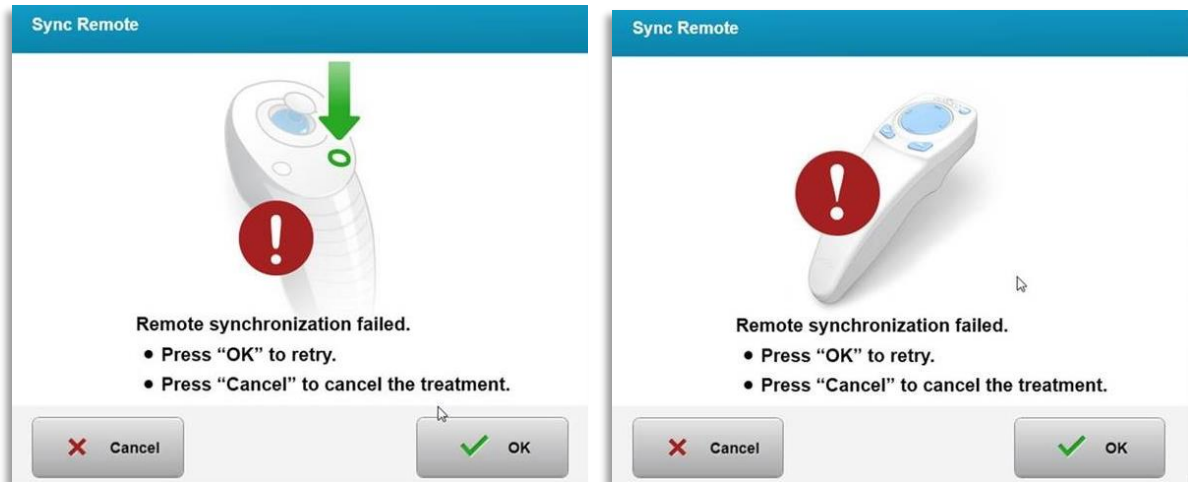 Sync Remote
Remote synchronization failed.
● Press “OK” to retry.
● Press “Cancel” to cancel the treatment.
Cancel
OK
Sync Remote
Remote synchronization failed.
● Press “OK” to retry.
● Press “Cancel” to cancel the treatment.
Cancel
OK